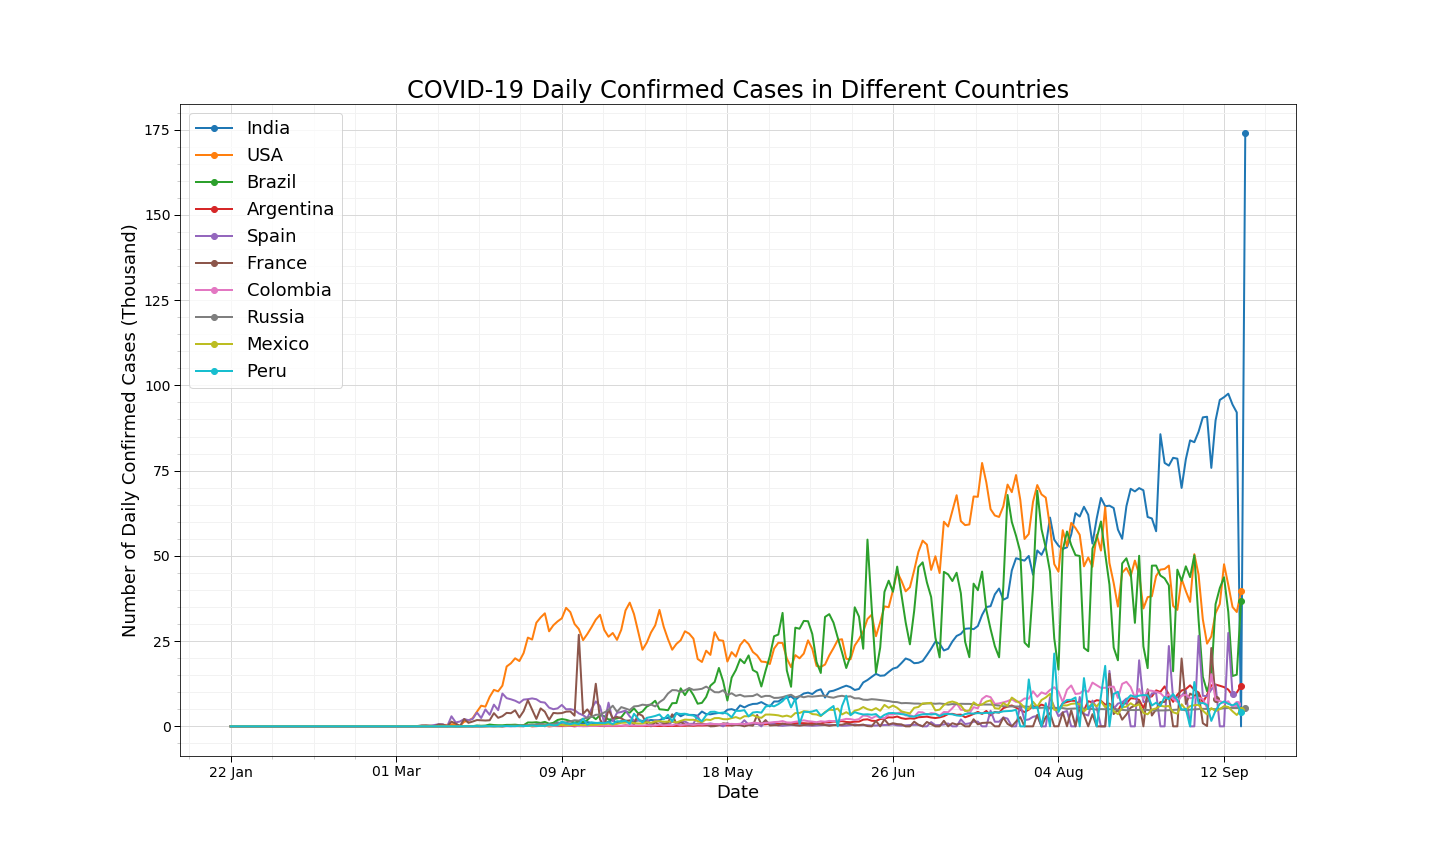 COVID-19 Daily Confirmed Cases in Different Countries
Number of Daily Confirmed Cases (Thousand)
175
150
125
100
75
50
25
0
India
USA
Brazil
Argentina
Spain
France
Colombia
Russia
Mexico
Peru
22 Jan
01 Mar
09 Apr
18 May
26 Jun
04 Aug
12 Sep
Date